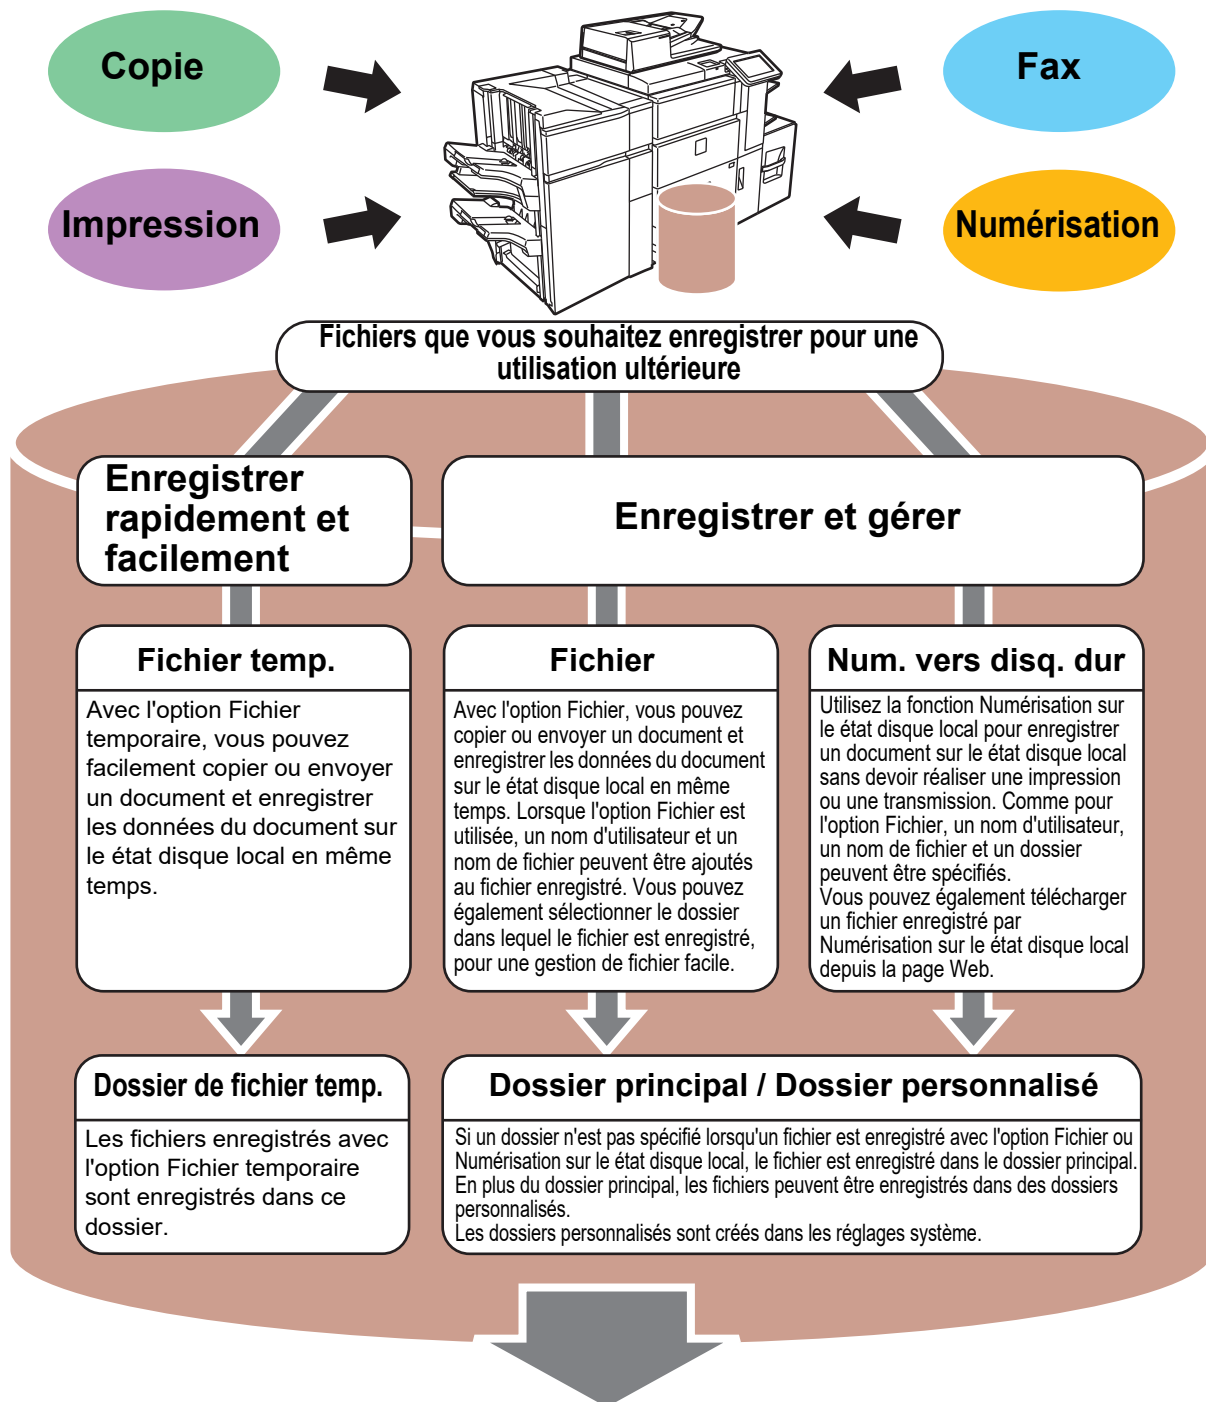 Copie
Fax
Impression
Numérisation
Fichiers que vous souhaitez enregistrer pour une
utilisation ultérieure
Enregistrer
rapidement et
facilement
Enregistrer et gérer
Fichier temp.
Avec l'option Fichier
temporaire, vous pouvez
facilement copier ou envoyer
un document et enregistrer
les données du document sur
le état disque local en même
temps.
Fichier
Avec l'option Fichier, vous pouvez
copier ou envoyer un document et
enregistrer les données du document
sur le état disque local en même
temps. Lorsque l'option Fichier est
utilisée, un nom d'utilisateur et un
nom de fichier peuvent être ajoutés
au fichier enregistré. Vous pouvez
également sélectionner le dossier
dans lequel le fichier est enregistré,
pour une gestion de fichier facile.
Num. vers disq. dur
Utilisez la fonction Numérisation sur
le état disque local pour enregistrer
un document sur le état disque local
sans devoir réaliser une impression
ou une transmission. Comme pour
l'option Fichier, un nom d'utilisateur,
un nom de fichier et un dossier
peuvent être spécifiés.
Vous pouvez également télécharger
un fichier enregistré par
Numérisation sur le état disque local
depuis la page Web.
Dossier de fichier temp.
Les fichiers enregistrés avec
l'option Fichier temporaire
sont enregistrés dans ce
dossier.
Dossier principal / Dossier personnalisé
Si un dossier n'est pas spécifié lorsqu'un fichier est enregistré avec l'option Fichier ou
Numérisation sur le état disque local, le fichier est enregistré dans le dossier principal.
En plus du dossier principal, les fichiers peuvent être enregistrés dans des dossiers
personnalisés.
Les dossiers personnalisés sont créés dans les réglages système.